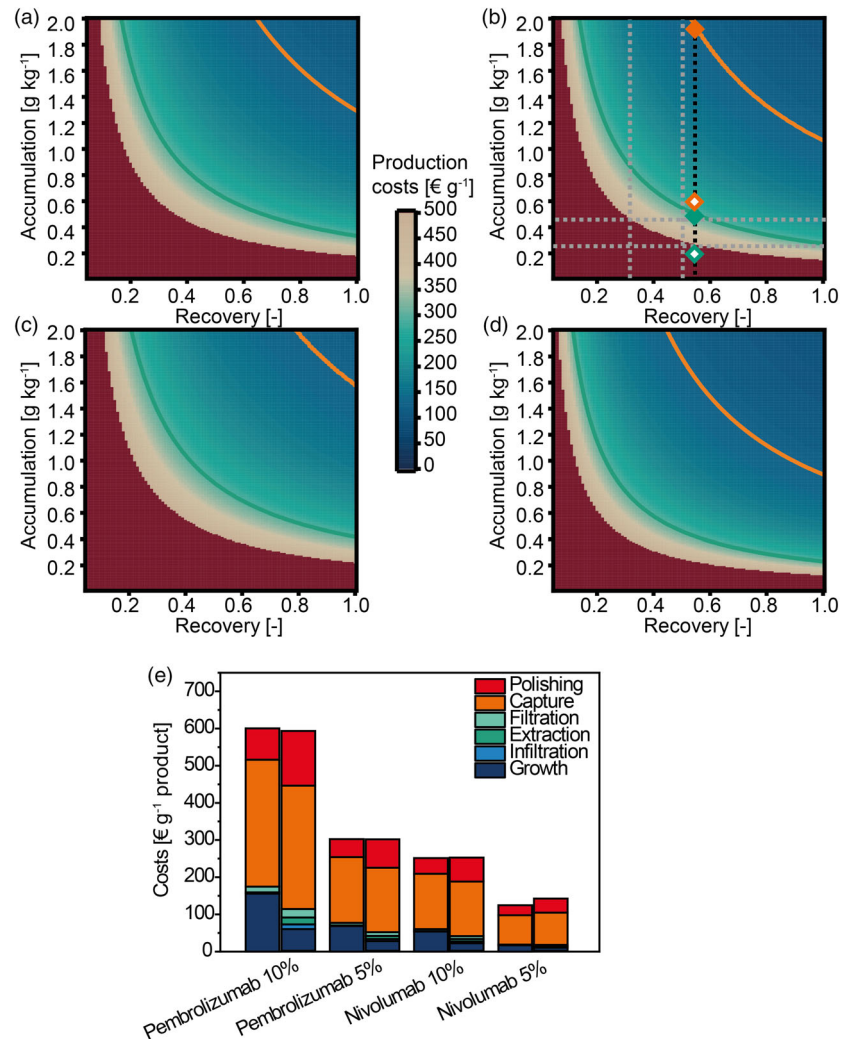 (a)
2.0
1.8
1.6
1.4
1.2
1.0
0.8
0.6
0.4
0.2
Accumulation [g kg⁻¹]
0.2 0.4 0.6 0.8 1.0
Recovery [-]
(b)
2.0
1.8
1.6
1.4
1.2
1.0
0.8
0.6
0.4
0.2
Accumulation [g kg⁻¹]
0.2 0.4 0.6 0.8 1.0
Recovery [-]
Production
costs [€ g⁻¹]
500
450
400
350
300
250
200
150
100
50
0
(c)
2.0
1.8
1.6
1.4
1.2
1.0
0.8
0.6
0.4
0.2
Accumulation [g kg⁻¹]
0.2 0.4 0.6 0.8 1.0
Recovery [-]
(d)
2.0
1.8
1.6
1.4
1.2
1.0
0.8
0.6
0.4
0.2
Accumulation [g kg⁻¹]
0.2 0.4 0.6 0.8 1.0
Recovery [-]
(e)
700
600
500
400
300
200
100
0
Costs [€ g⁻¹ product]
Polishing
Capture
Filtration
Extraction
Infiltration
Growth
Pembrolizumab 10%
Pembrolizumab 5%
Nivolumab 10%
Nivolumab 5%